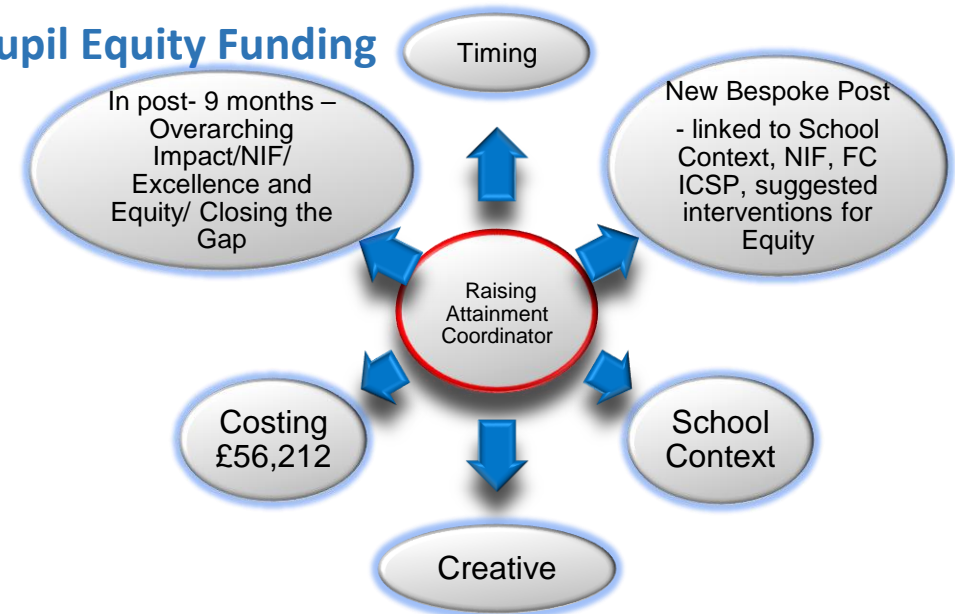 upil Equity Funding
Timing
In post- 9 months –
Overarching
Impact/NIF/
Excellence and
Equity/ Closing the
Gap
New Bespoke Post
- linked to School
Context, NIF, FC
ICSP, suggested
interventions for
Equity
Raising
Attainment
Coordinator
Costing
£56,212
School
Context
Creative